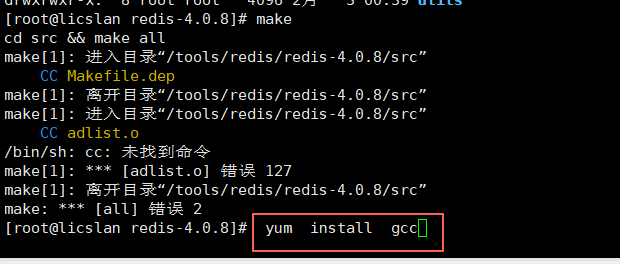 drwxrwxr-x. 8 root root 4096 2月 3 00:39 utils
[root@licslan redis-4.0.8]# make
cd src && make all
make[1]: 进入目录“/tools/redis/redis-4.0.8/src”
CC Makefile.dep
make[1]: 离开目录“/tools/redis/redis-4.0.8/src”
make[1]: 进入目录“/tools/redis/redis-4.0.8/src”
CC adlist.o
/bin/sh: cc: 未找到命令
make[1]: *** [adlist.o] 错误 127
make[1]: 离开目录“/tools/redis/redis-4.0.8/src”
make: *** [all] 错误 2
[root@licslan redis-4.0.8]# yum install gcc